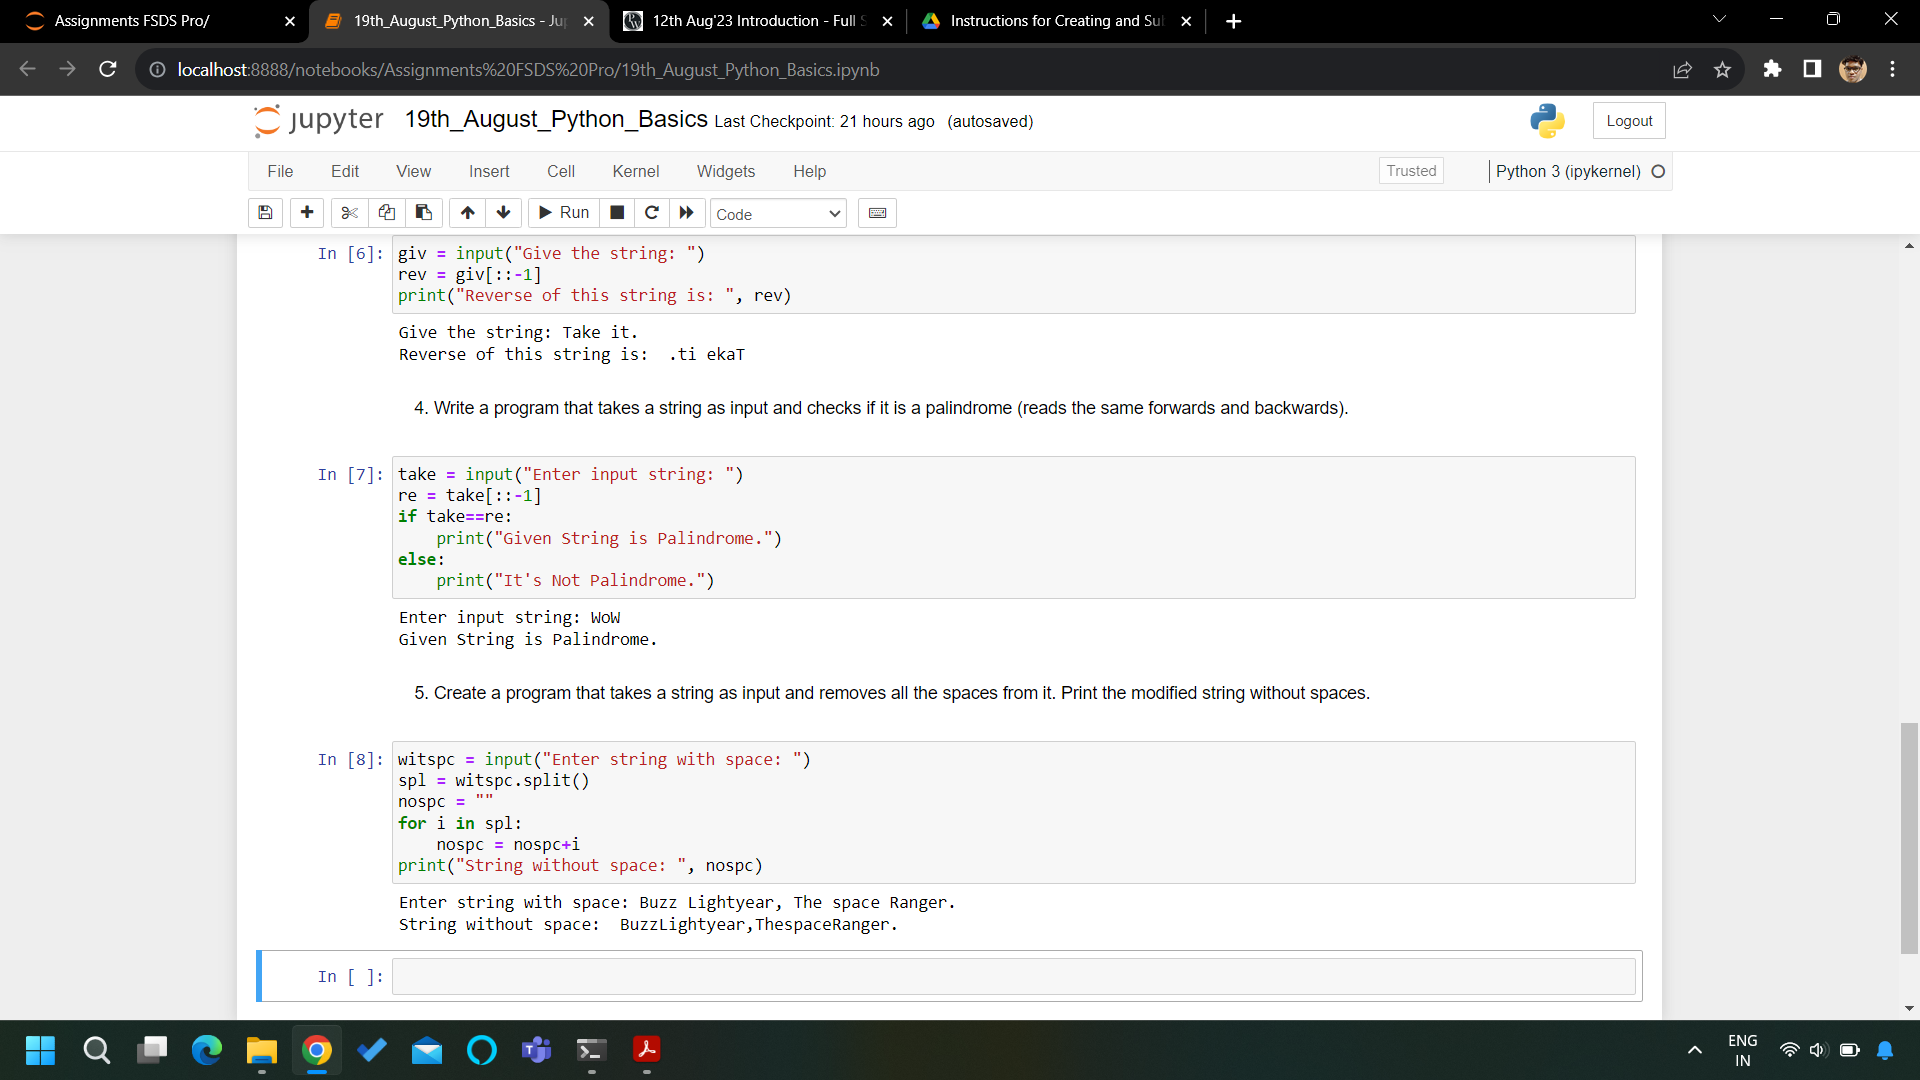 Assignments FSDS Pro/
19th_August_Python_Basics - Ju
12th Aug'23 Introduction - Full S
Instructions for Creating and Su
localhost:8888/notebooks/Assignments%20FSDS%20Pro/19th_August_Python_Basics.ipynb
jupyter 19th_August_Python_Basics Last Checkpoint: 21 hours ago (autosaved) Logout
File Edit View Insert Cell Kernel Widgets Help Trusted Python 3 (ipykernel)
Run Code
In [6]: giv = input("Give the string: ")
rev = giv[::-1]
print("Reverse of this string is: ", rev)
Give the string: Take it.
Reverse of this string is:  .ti ekaT
4. Write a program that takes a string as input and checks if it is a palindrome (reads the same forwards and backwards).
In [7]: take = input("Enter input string: ")
re = take[::-1]
if take==re:
    print("Given String is Palindrome.")
else:
    print("It's Not Palindrome.")
Enter input string: WoW
Given String is Palindrome.
5. Create a program that takes a string as input and removes all the spaces from it. Print the modified string without spaces.
In [8]: witspc = input("Enter string with space: ")
spl = witspc.split()
nospc = ""
for i in spl:
    nospc = nospc+i
print("String without space: ", nospc)
Enter string with space: Buzz Lightyear, The space Ranger.
String without space:  BuzzLightyear,ThespaceRanger.
In [ ]:
ENG
IN